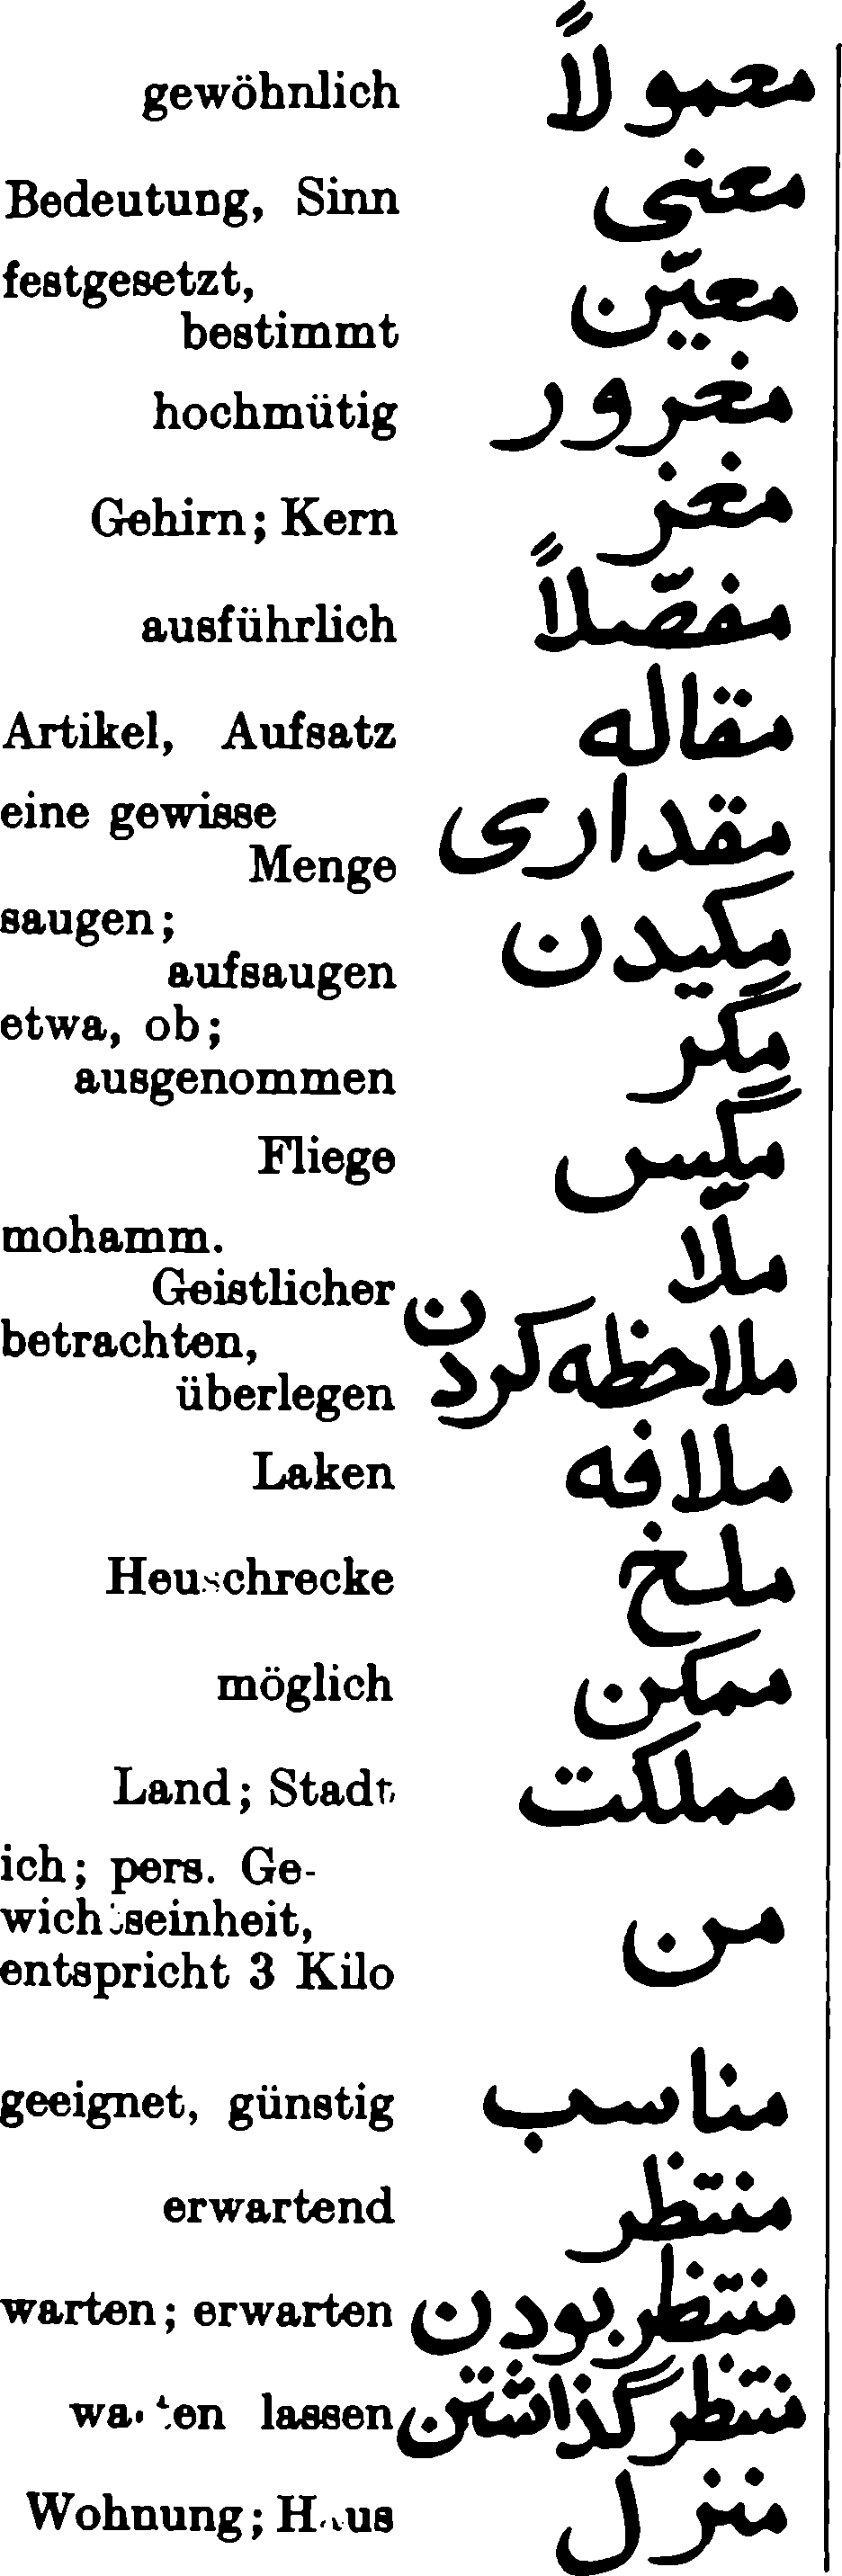 gewöhnlich معمولاً
Bedeutung, Sinn معنی
festgesetzt,
bestimmt معیّن
hochmütig مغرور
Gehirn; Kern مغز
ausführlich مفصّلاً
Artikel, Aufsatz مقاله
eine gewisse
Menge مقداری
saugen;
aufsaugen مکیدن
etwa, ob;
ausgenommen مگر
Fliege مگس
mohamm.
Geistlicher ملا
betrachten,
überlegen ملاحظه کردن
Laken ملافه
Heuschrecke ملخ
möglich ممکن
Land; Stadt مملکت
ich; pers. Ge-
wichtseinheit,
entspricht 3 Kilo من
geeignet, günstig مناسب
erwartend منتظر
warten; erwarten منتظر بودن
warten lassen منتظر گذاشتن
Wohnung; Haus منزل